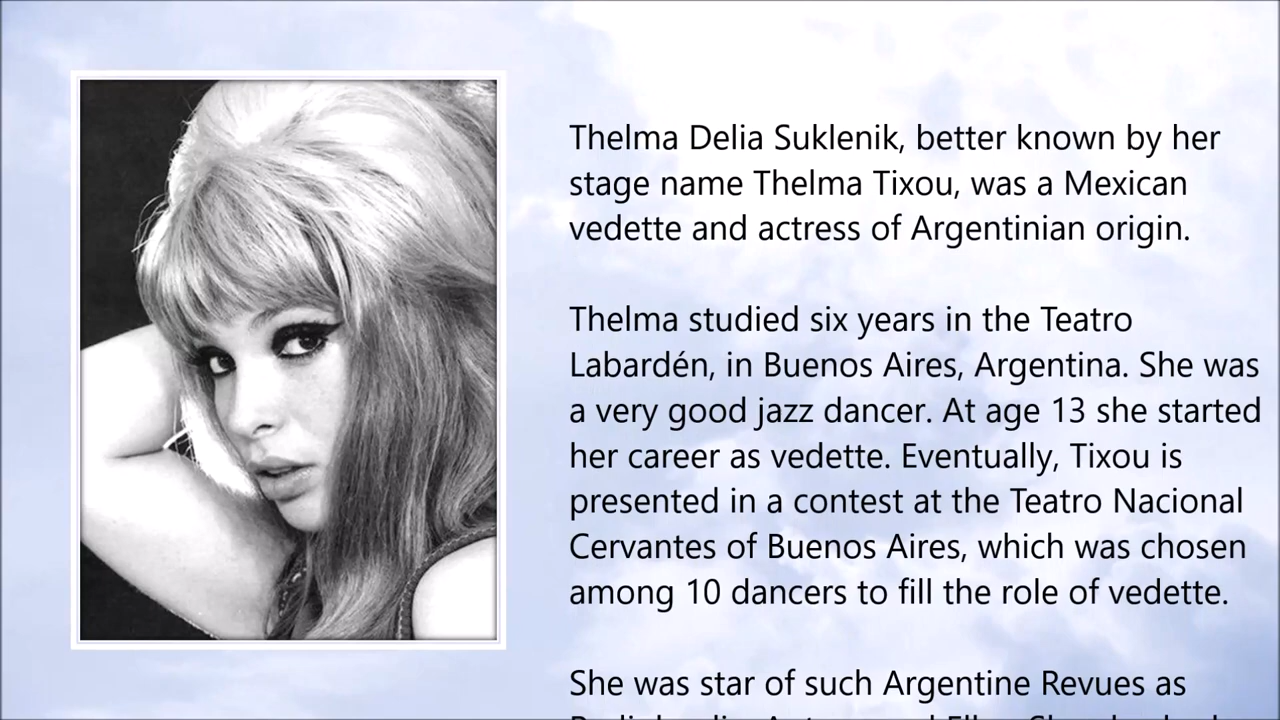 Thelma Delia Suklenik, better known by her
stage name Thelma Tixou, was a Mexican
vedette and actress of Argentinian origin.
Thelma studied six years in the Teatro
Labardén, in Buenos Aires, Argentina. She was
a very good jazz dancer. At age 13 she started
her career as vedette. Eventually, Tixou is
presented in a contest at the Teatro Nacional
Cervantes of Buenos Aires, which was chosen
among 10 dancers to fill the role of vedette.
She was star of such Argentine Revues as